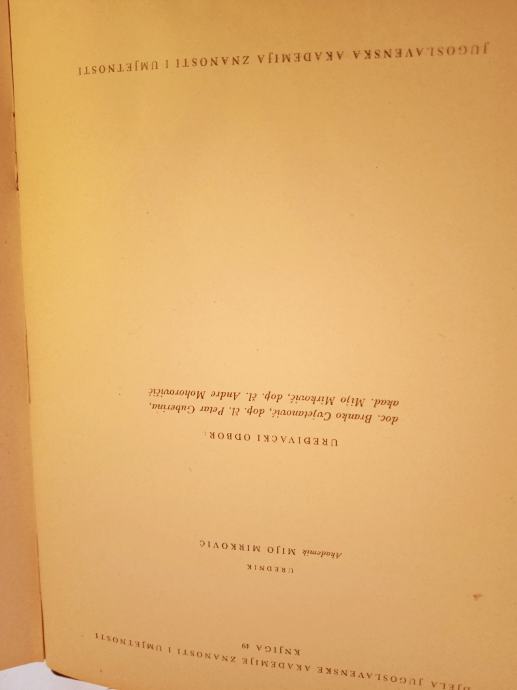 DJELA JUGOSLAVENSKE AKADEMIJE ZNANOSTI I UMJETNOSTI
KNJIGA 49
UREDNIK
Akademik MIJO MIRKOVIĆ
UREĐIVAČKI ODBOR:
doc. Branko Cvjetanović, dop. čl. Petar Guberina,
akad. Mijo Mirković, dop. čl. Andre Mohorovičić
JUGOSLAVENSKA AKADEMIJA ZNANOSTI I UMJETNOSTI